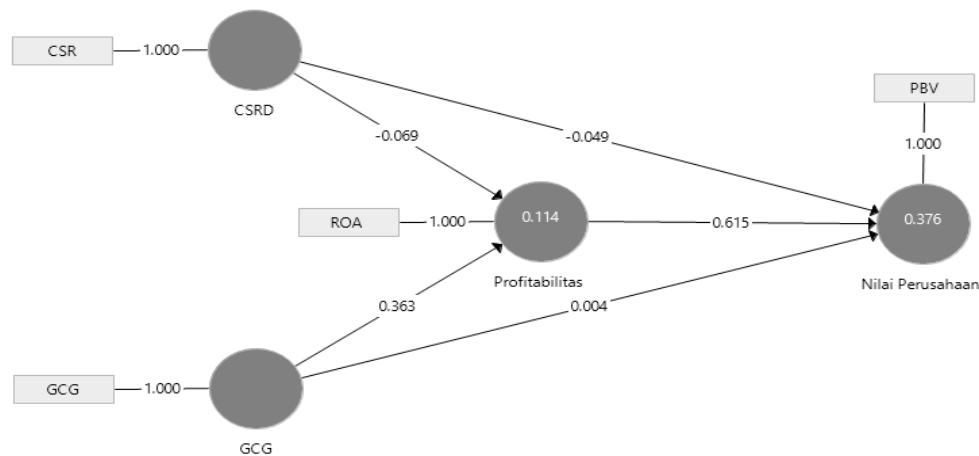 CSR
1.000
CSRD
PBV
1.000
-0.069
-0.049
ROA
1.000
0.114
0.615
0.376
Profitabilitas
Nilai Perusahaan
0.363
0.004
GCG
1.000
GCG